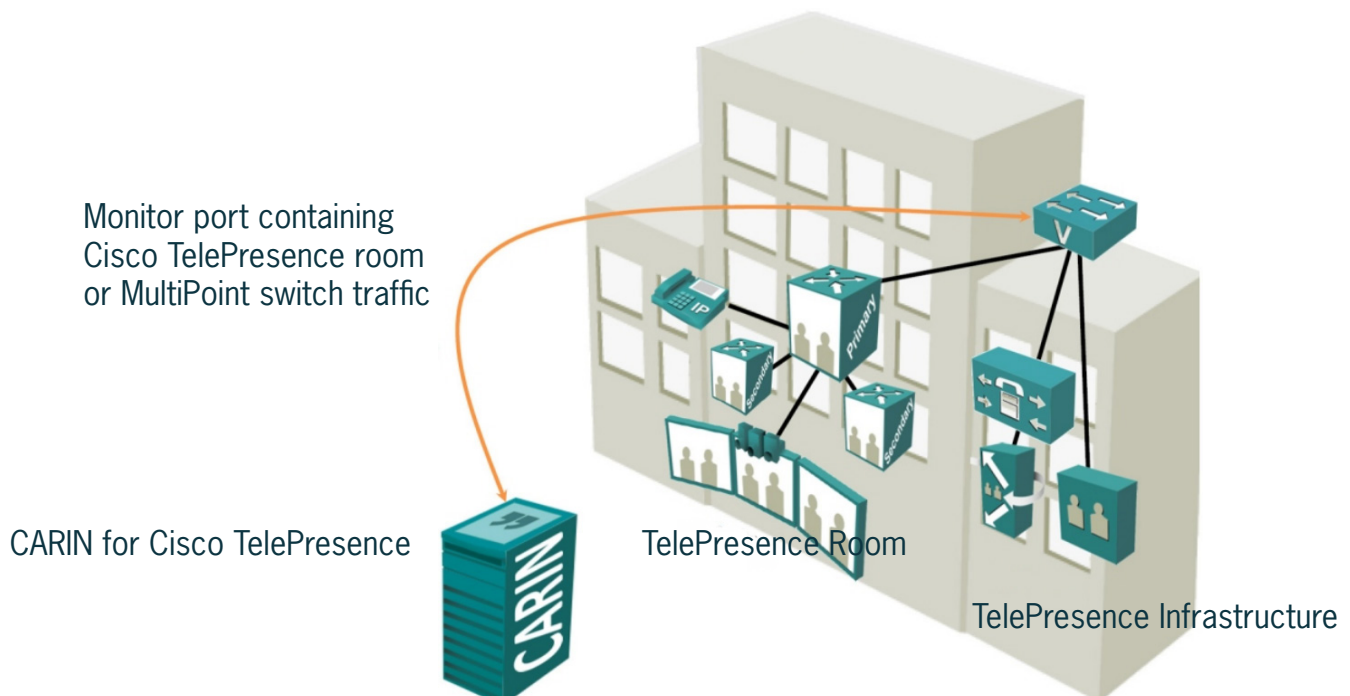 Monitor port containing
Cisco TelePresence room
or MultiPoint switch traffic
V
IP
Primary
Secondary
Secondary
CARIN for Cisco TelePresence
TelePresence Room
CARIN
TelePresence Infrastructure